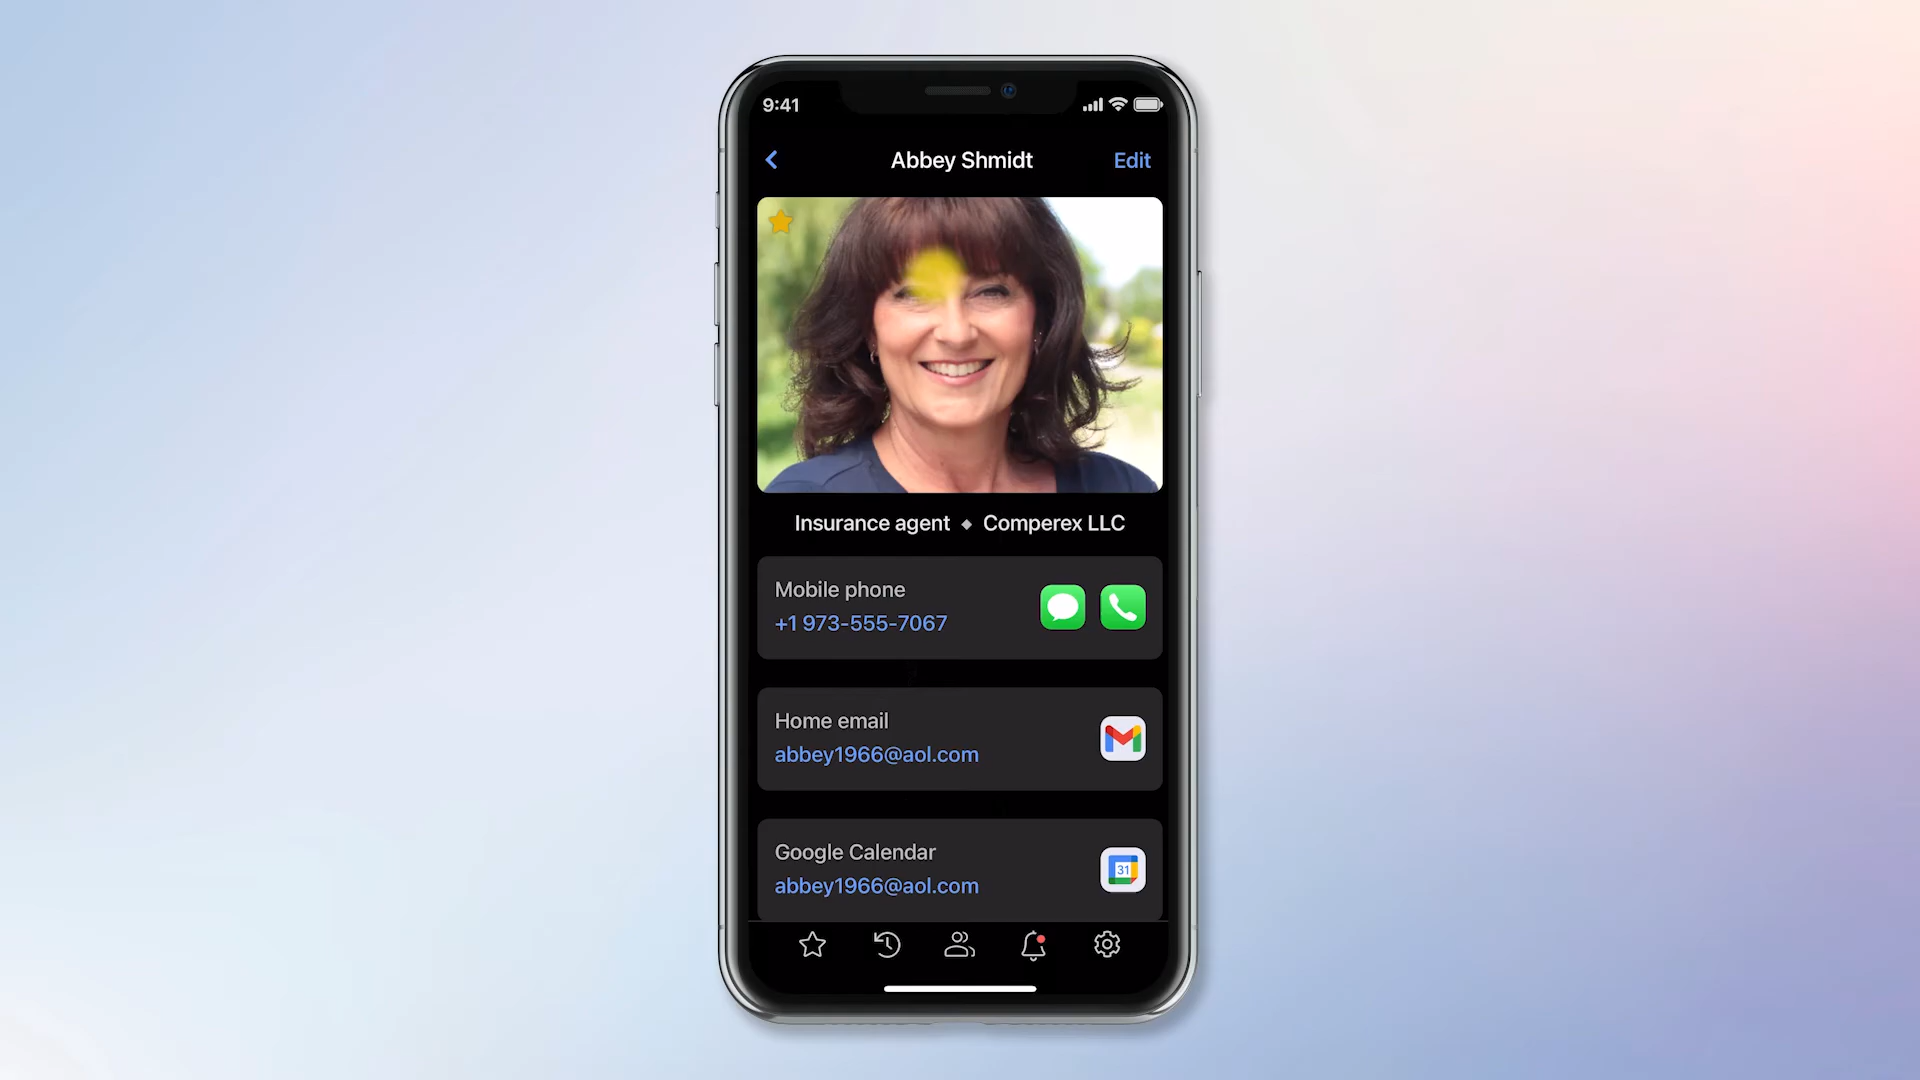 9:41
Abbey Shmidt
Edit
Insurance agent ◆ Comperex LLC
Mobile phone
+1 973-555-7067
Home email
abbey1966@aol.com
Google Calendar
31
abbey1966@aol.com